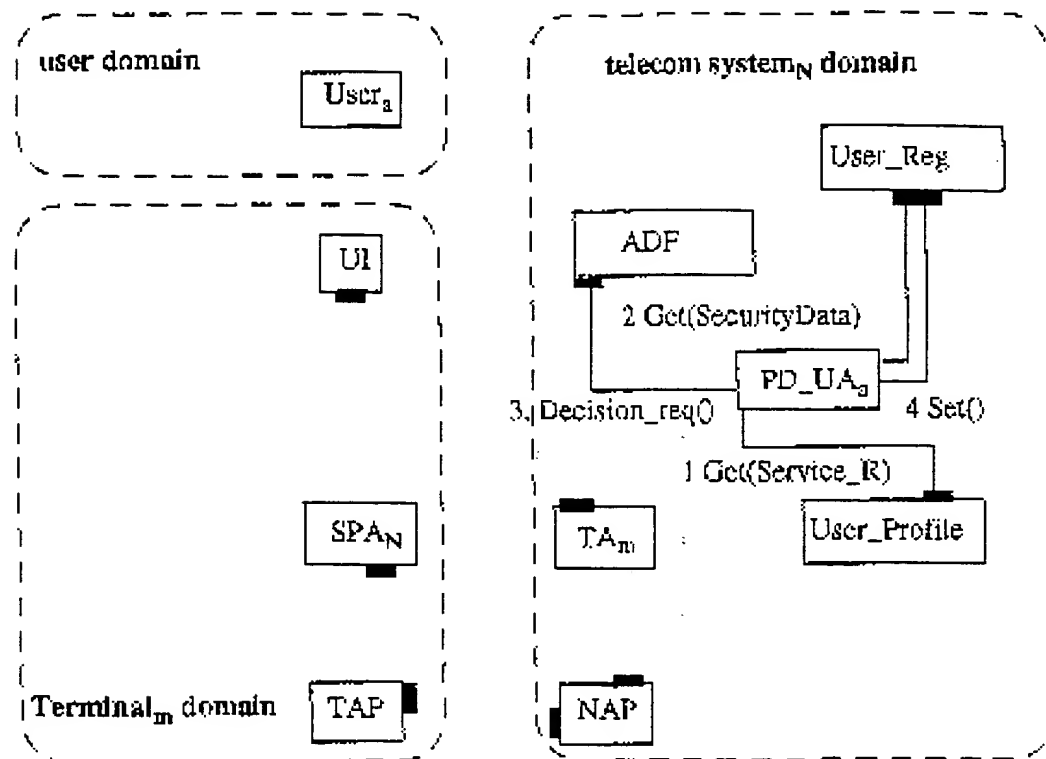 user domain
User_a
telecom system_N domain
User_Reg
UI
ADF
2 Get(SecurityData)
PD_UA_a
3. Decision_req()
4 Set()
1 Get(Service_R)
SPA_N
TA_m
User_Profile
Terminal_m domain
TAP
NAP